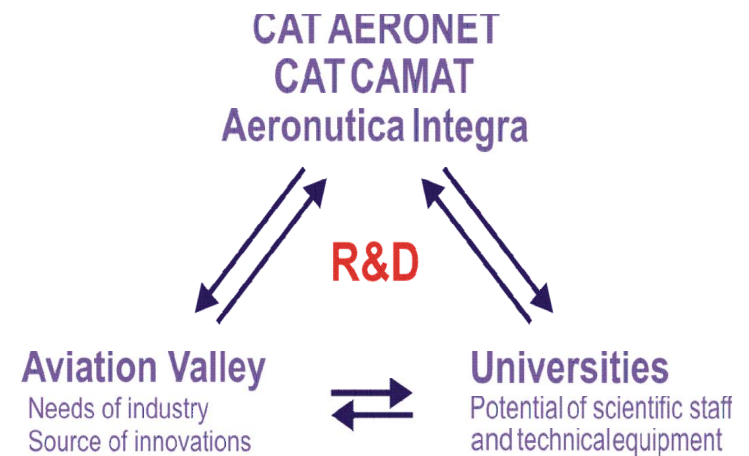 CAT AERONET
CAT CAMAT
Aeronutica Integra
R&D
Aviation Valley
Needs of industry
Source of innovations
Universities
Potential of scientific staff
and technical equipment